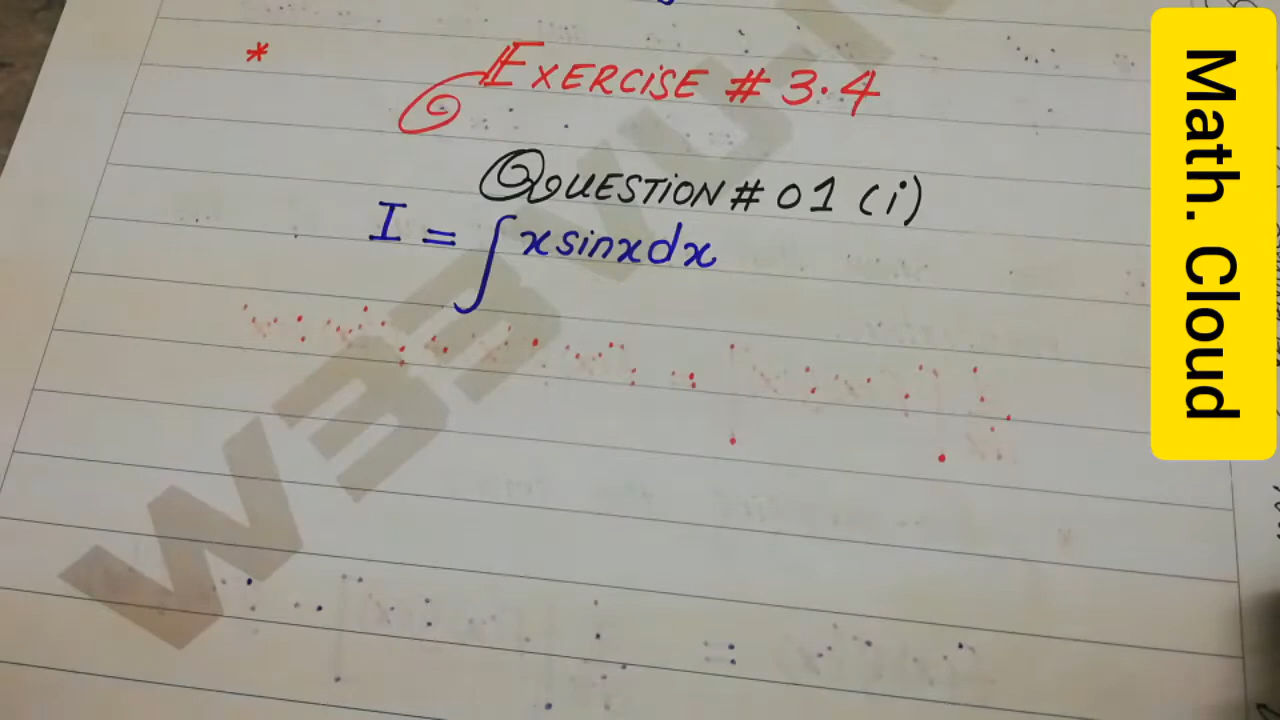 * EXERCISE # 3.4
QUESTION # 01 (i)
I = ∫ x sinx dx
Math. Cloud